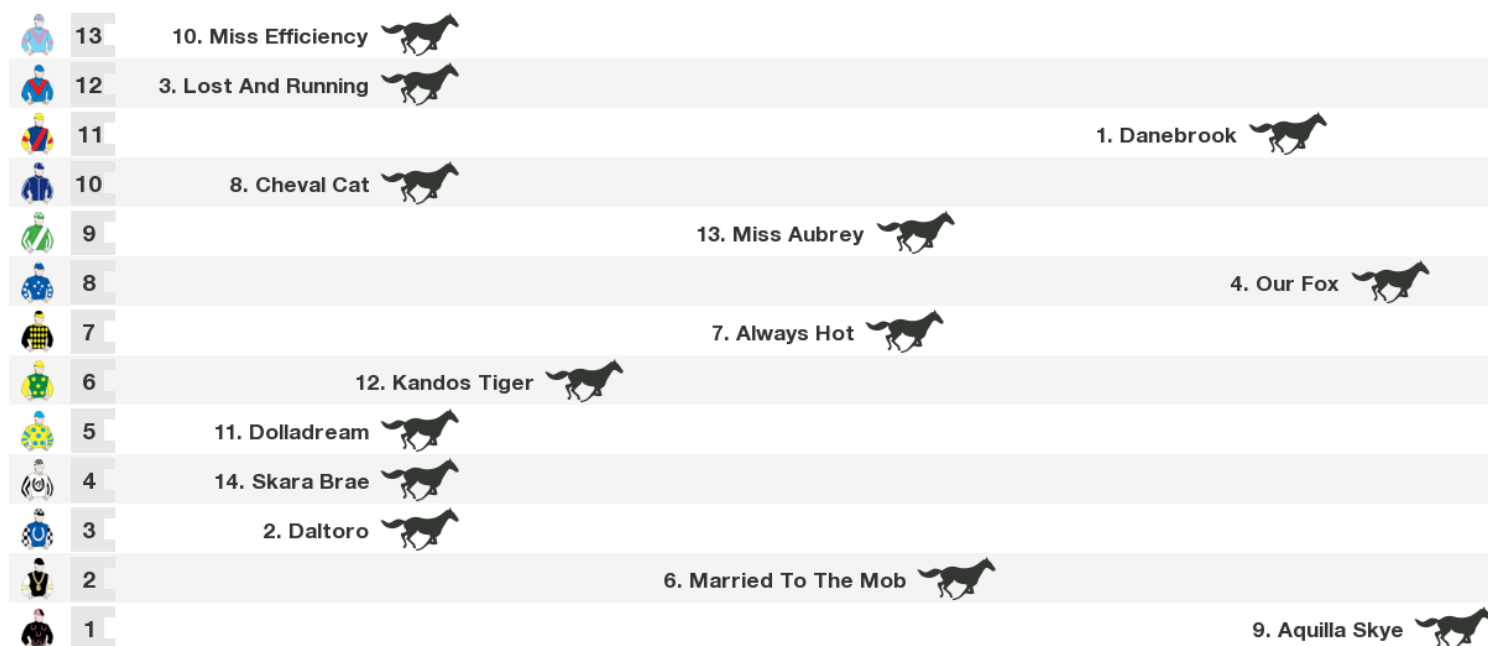 13 10. Miss Efficiency
12 3. Lost And Running
11 1. Danebrook
10 8. Cheval Cat
9 13. Miss Aubrey
8 4. Our Fox
7 7. Always Hot
6 12. Kandos Tiger
5 11. Dolladream
4 14. Skara Brae
3 2. Daltoro
2 6. Married To The Mob
1 9. Aquilla Skye